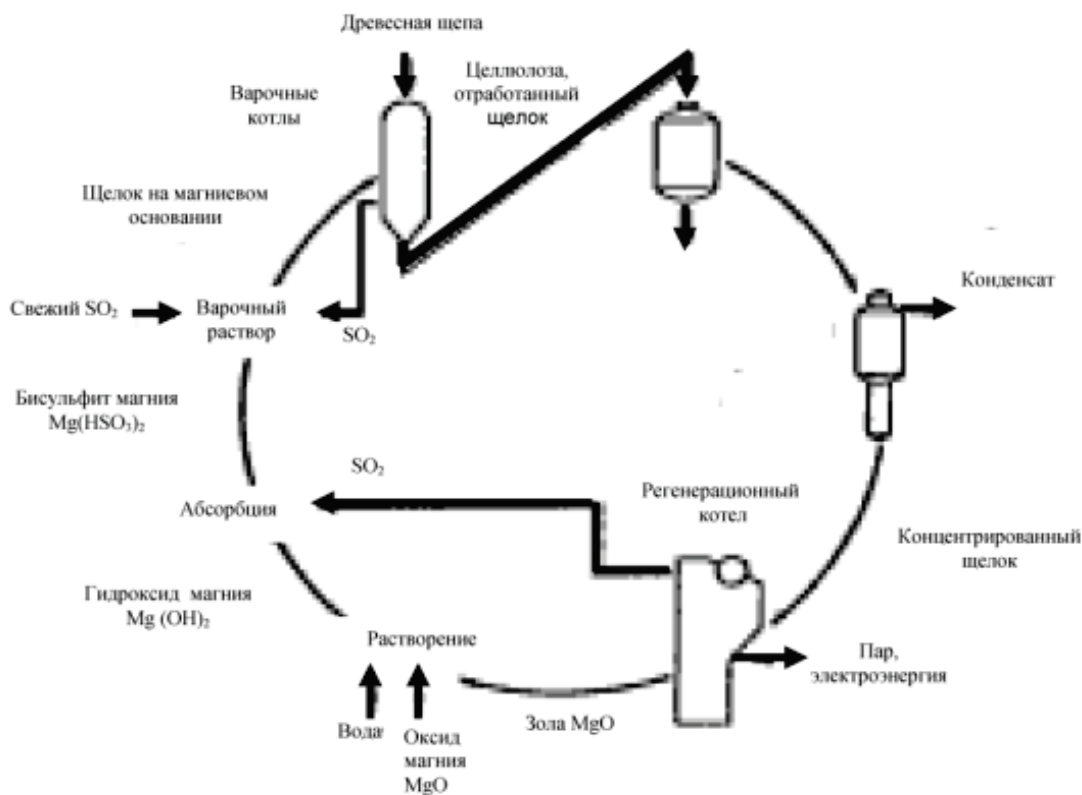 Древесная щепа
Варочные
котлы
Целлюлоза,
отработанный
щелок
Щелок на магниевом
основании
Свежий SO₂
Варочный
раствор
SO₂
Конденсат
Бисульфит магния
Mg(HSO₃)₂
SO₂
Абсорбция
Регенерационный
котел
Концентрированный
щелок
Гидроксид магния
Mg (OH)₂
Растворение
Пар,
электроэнергия
Зола MgO
Вода
Оксид
магния
MgO